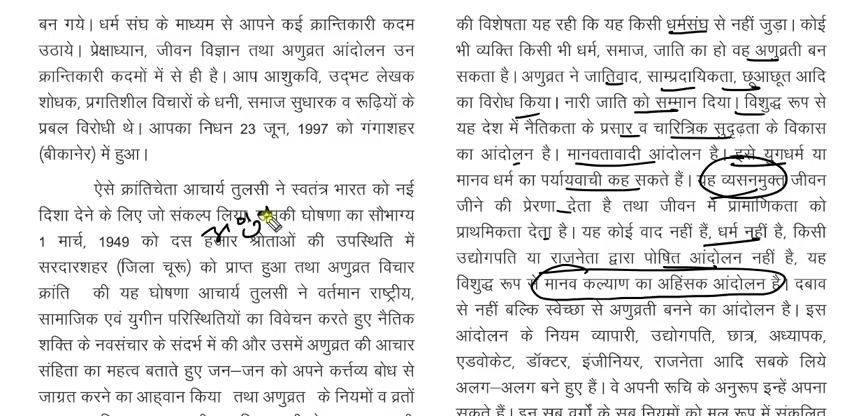 बन गये। धर्म संघ के माध्यम से आपने कई क्रान्तिकारी कदम
उठाये। प्रेक्षाध्यान, जीवन विज्ञान तथा अणुव्रत आंदोलन उन
क्रान्तिकारी कदमों में से ही है। आप आशुकवि, उद्भट लेखक
शोधक, प्रगतिशील विचारों के धनी, समाज सुधारक व रूढ़ियों के
प्रबल विरोधी थे। आपका निधन 23 जून, 1997 को गंगाशहर
(बीकानेर) में हुआ।
ऐसे क्रांतिचेता आचार्य तुलसी ने स्वतंत्र भारत को नई
दिशा देने के लिए जो संकल्प लिया की घोषणा का सौभाग्य
1 मार्च, 1949 को दस हजार श्रोताओं की उपस्थिति में
सरदारशहर (जिला चूरू) को प्राप्त हुआ तथा अणुव्रत विचार
क्रांति की यह घोषणा आचार्य तुलसी ने वर्तमान राष्ट्रीय,
सामाजिक एवं युगीन परिस्थितियों का विवेचन करते हुए नैतिक
शक्ति के नवसंचार के संदर्भ में की और उसमें अणुव्रत की आचार
संहिता का महत्व बताते हुए जन–जन को अपने कर्त्तव्य बोध से
जाग्रत करने का आह्वान किया तथा अणुव्रत के नियमों व व्रतों
की विशेषता यह रही कि यह किसी धर्मसंघ से नहीं जुड़ा। कोई
भी व्यक्ति किसी भी धर्म, समाज, जाति का हो वह अणुव्रती बन
सकता है। अणुव्रत ने जातिवाद, साम्प्रदायिकता, छूआछूत आदि
का विरोध किया। नारी जाति को सम्मान दिया। विशुद्ध रूप से
यह देश में नैतिकता के प्रसार व चारित्रिक सुदृढ़ता के विकास
का आंदोलन है। मानवतावादी आंदोलन है। इसे युगधर्म या
मानव धर्म का पर्यायवाची कह सकते हैं। यह व्यसनमुक्त जीवन
जीने की प्रेरणा देता है तथा जीवन में प्रामाणिकता को
प्राथमिकता देता है। यह कोई वाद नहीं हैं, धर्म नहीं है, किसी
उद्योगपति या राजनेता द्वारा पोषित आंदोलन नहीं है, यह
विशुद्ध रूप से मानव कल्याण का अहिंसक आंदोलन है। दबाव
से नहीं बल्कि स्वेच्छा से अणुव्रती बनने का आंदोलन है। इस
आंदोलन के नियम व्यापारी, उद्योगपति, छात्र, अध्यापक,
एडवोकेट, डॉक्टर, इंजीनियर, राजनेता आदि सबके लिये
अलग–अलग बने हुए हैं। वे अपनी रूचि के अनुरूप इन्हें अपना
सकते हैं। इन सब वर्गों के सब नियमों को मूल रूप में संकलित